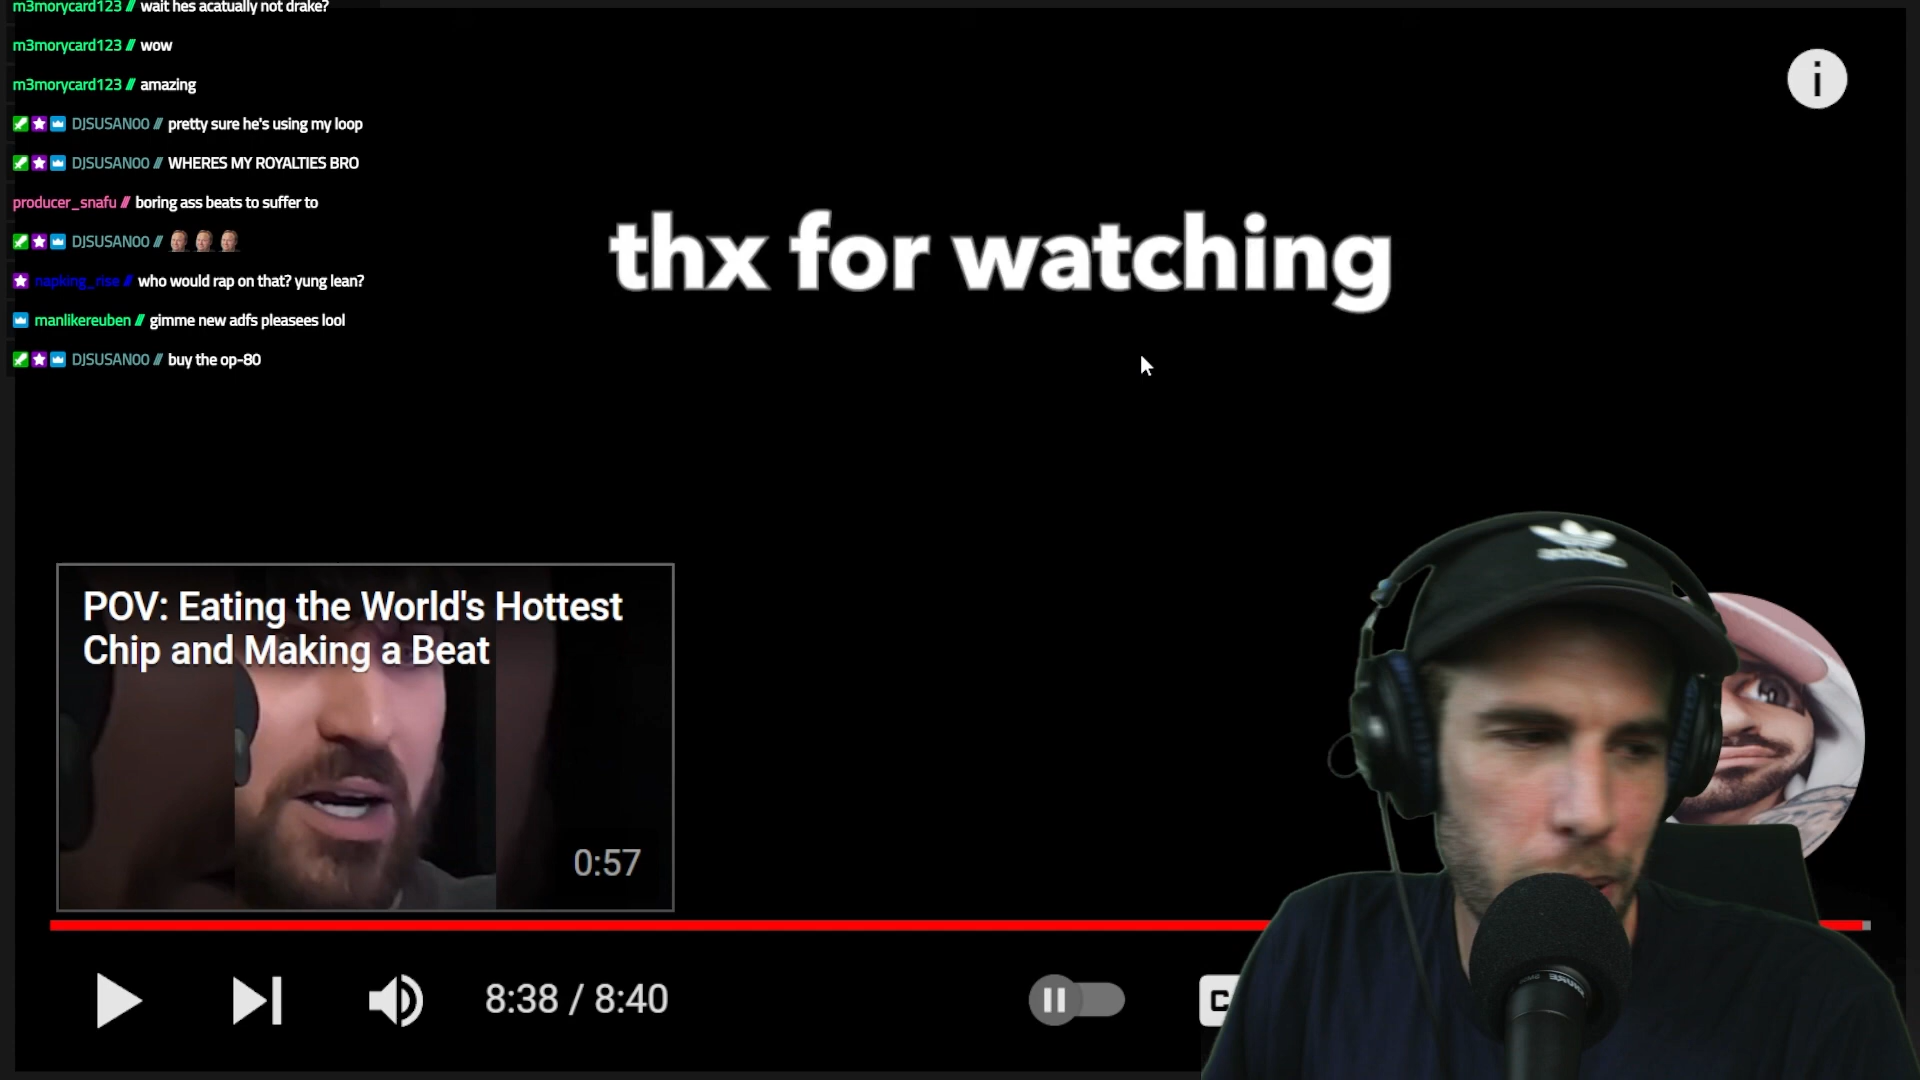 m3morycard123 // wait hes acatually not drake?
m3morycard123 // wow
m3morycard123 // amazing
DJSUSANOO // pretty sure he's using my loop
DJSUSANOO // WHERES MY ROYALTIES BRO
producer_snafu // boring ass beats to suffer to
DJSUSANOO //
napking_rise // who would rap on that? yung lean?
manlikereuben // gimme new adfs pleasees lool
DJSUSANOO // buy the op-80
i
thx for watching
POV: Eating the World's Hottest
Chip and Making a Beat
0:57
8:38 / 8:40
C
adidas
SHURE